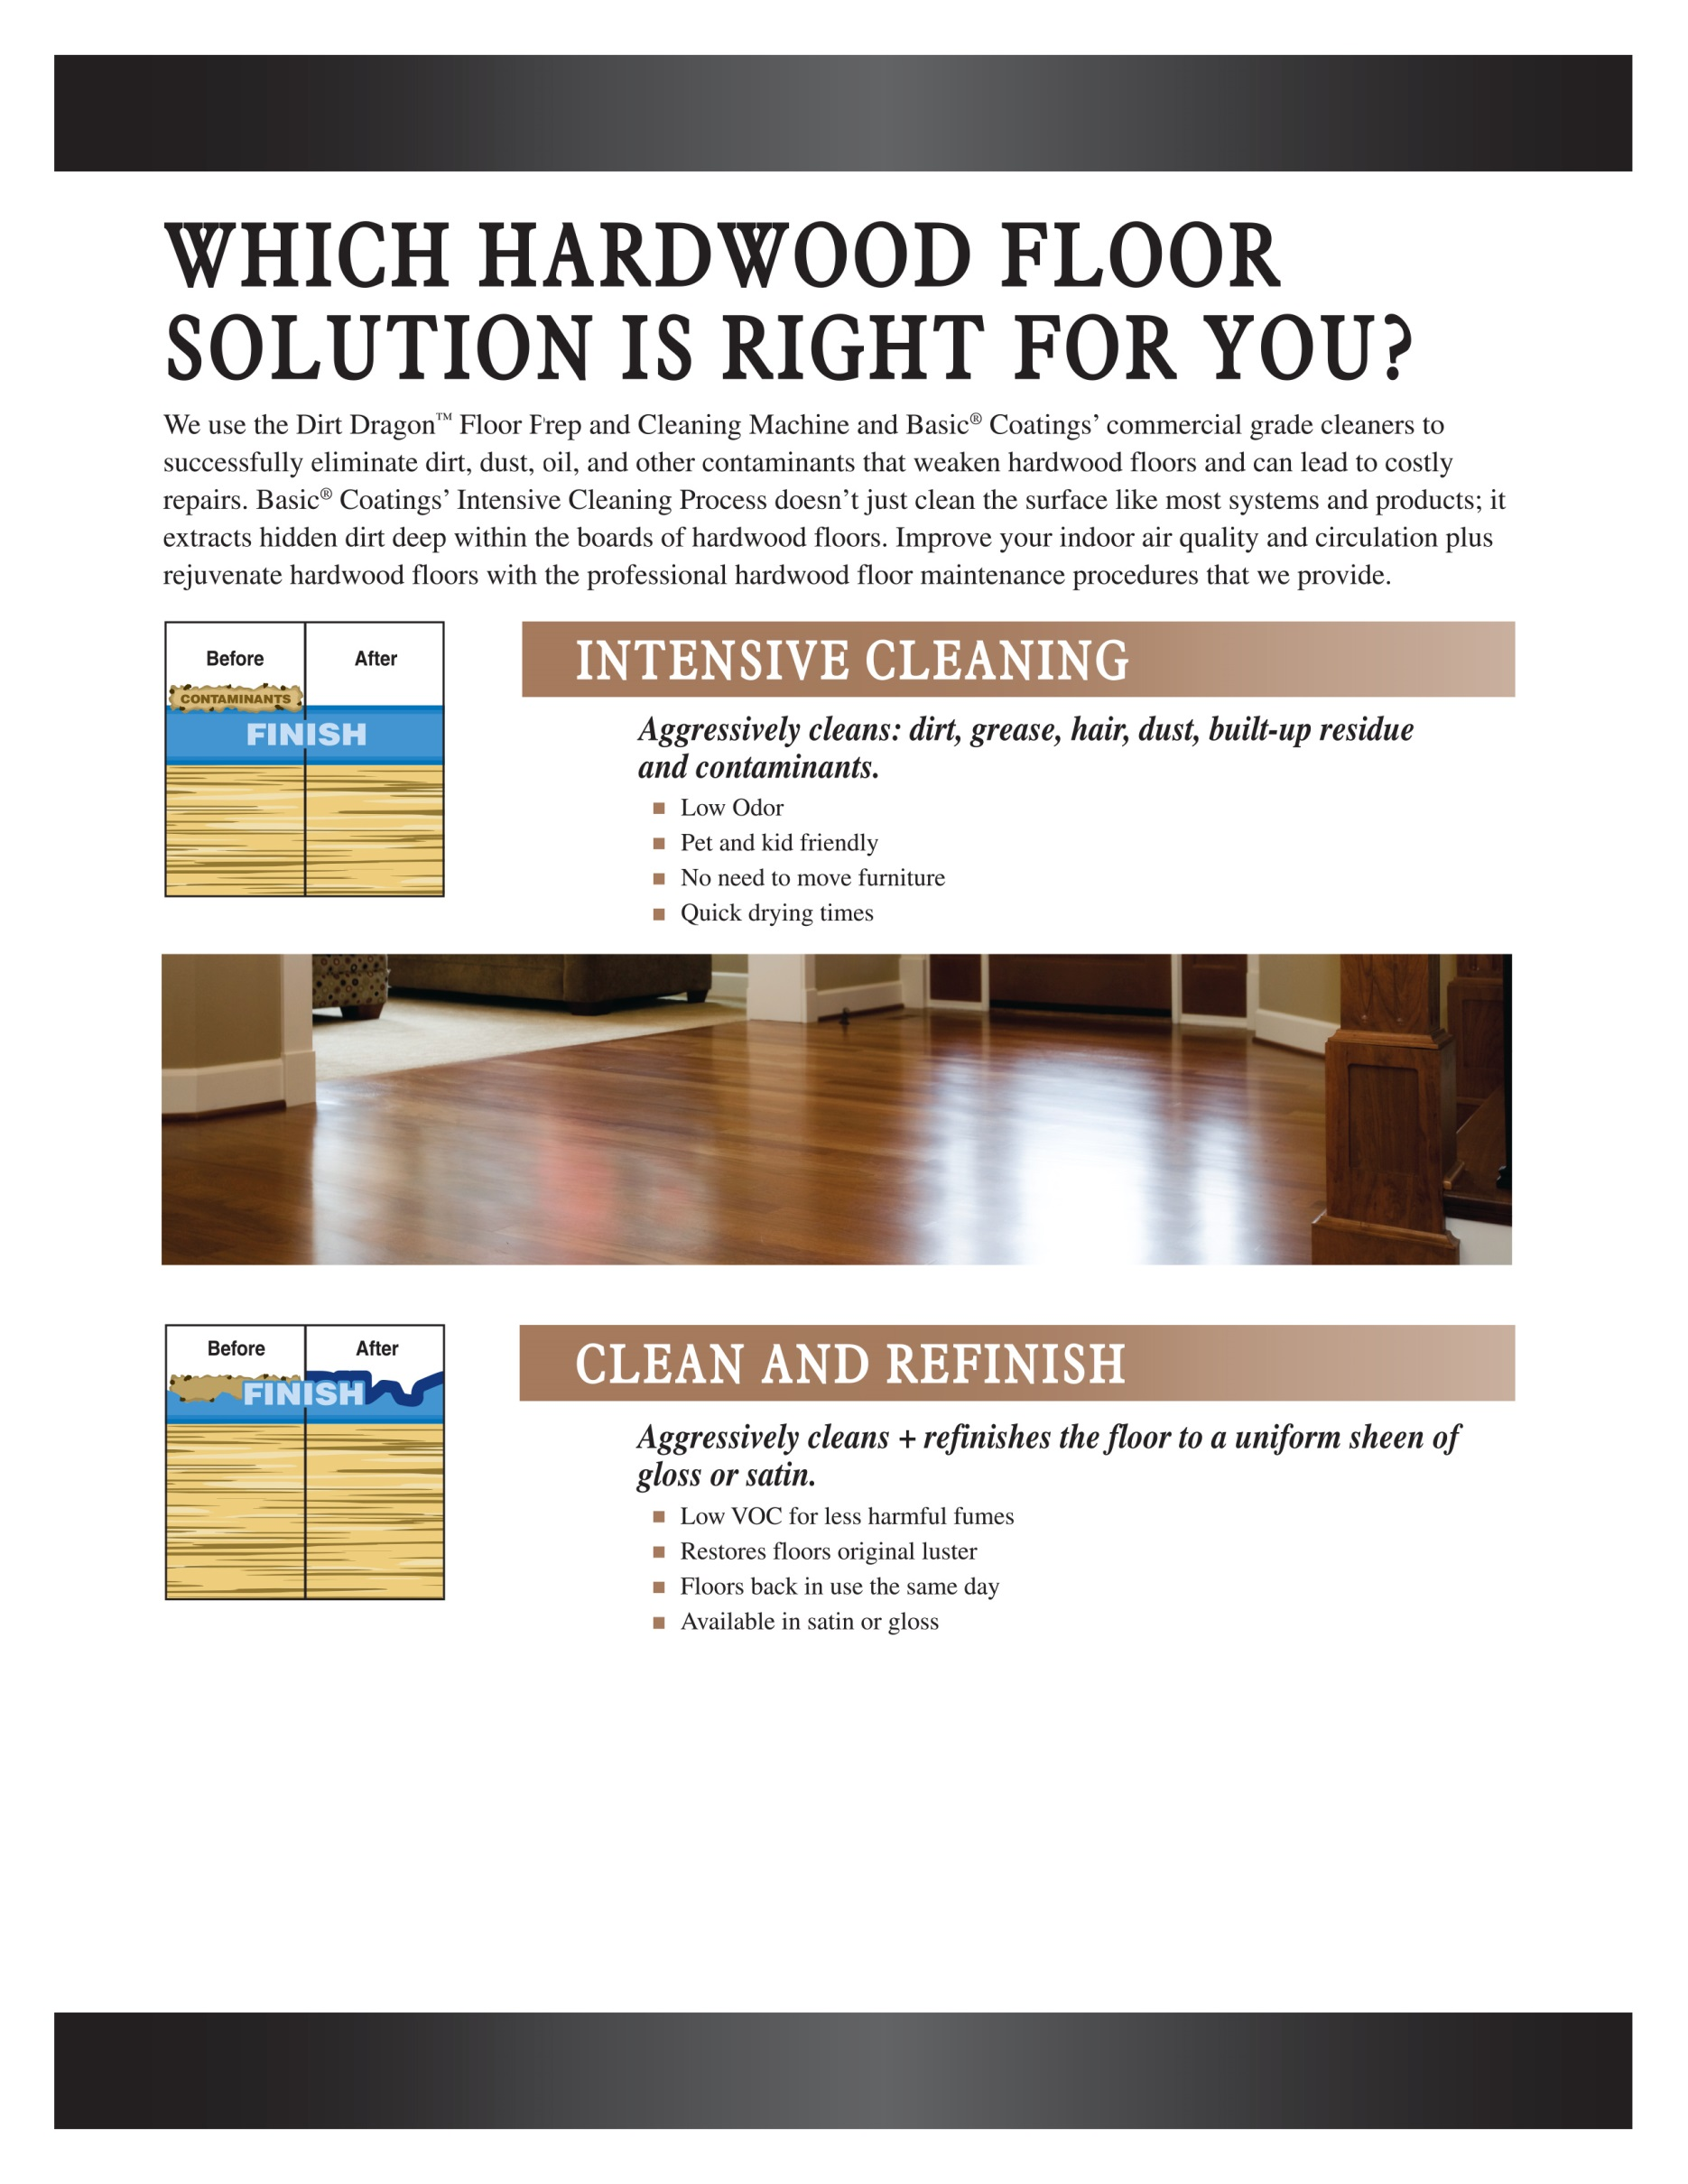 WHICH HARDWOOD FLOOR
SOLUTION IS RIGHT FOR YOU?
We use the Dirt Dragon™ Floor Prep and Cleaning Machine and Basic® Coatings’ commercial grade cleaners to
successfully eliminate dirt, dust, oil, and other contaminants that weaken hardwood floors and can lead to costly
repairs. Basic® Coatings’ Intensive Cleaning Process doesn’t just clean the surface like most systems and products; it
extracts hidden dirt deep within the boards of hardwood floors. Improve your indoor air quality and circulation plus
rejuvenate hardwood floors with the professional hardwood floor maintenance procedures that we provide.
Before After
CONTAMINANTS
FINISH
INTENSIVE CLEANING
Aggressively cleans: dirt, grease, hair, dust, built-up residue
and contaminants.
■ Low Odor
■ Pet and kid friendly
■ No need to move furniture
■ Quick drying times
Before After
FINISH
CLEAN AND REFINISH
Aggressively cleans + refinishes the floor to a uniform sheen of
gloss or satin.
■ Low VOC for less harmful fumes
■ Restores floors original luster
■ Floors back in use the same day
■ Available in satin or gloss